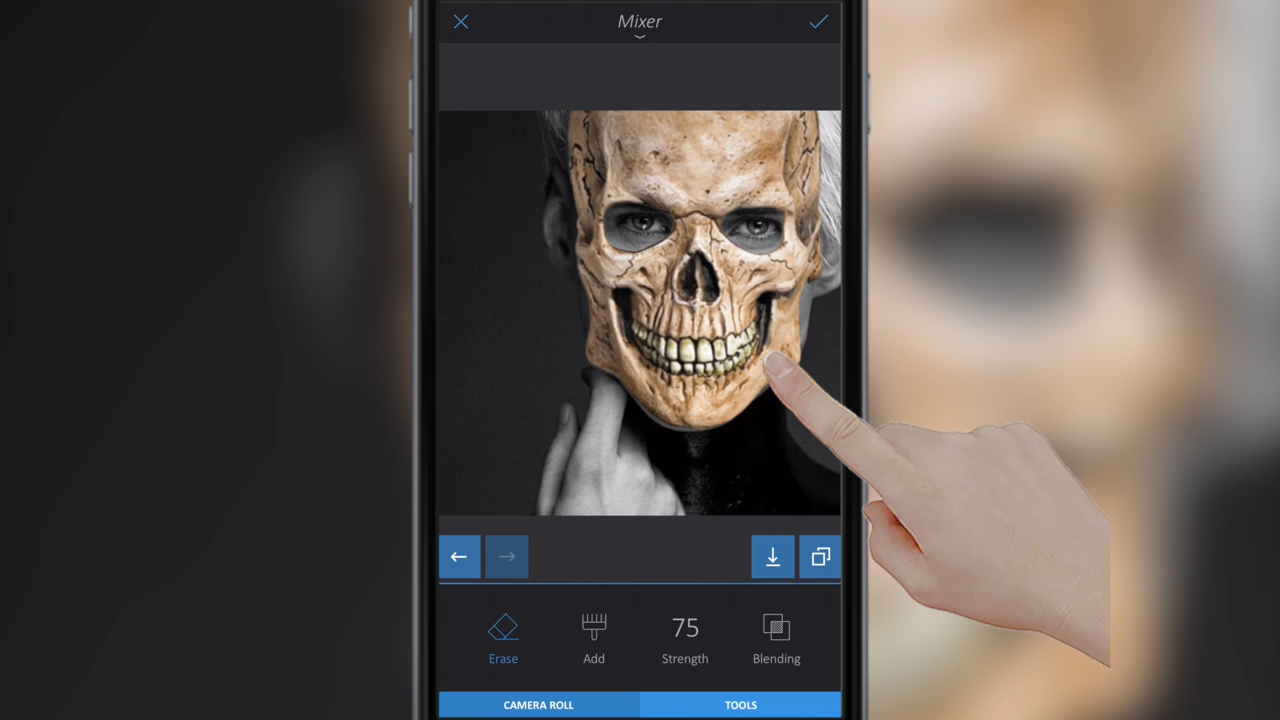 Mixer
Erase
Add
75
Strength
Blending
CAMERA ROLL
TOOLS